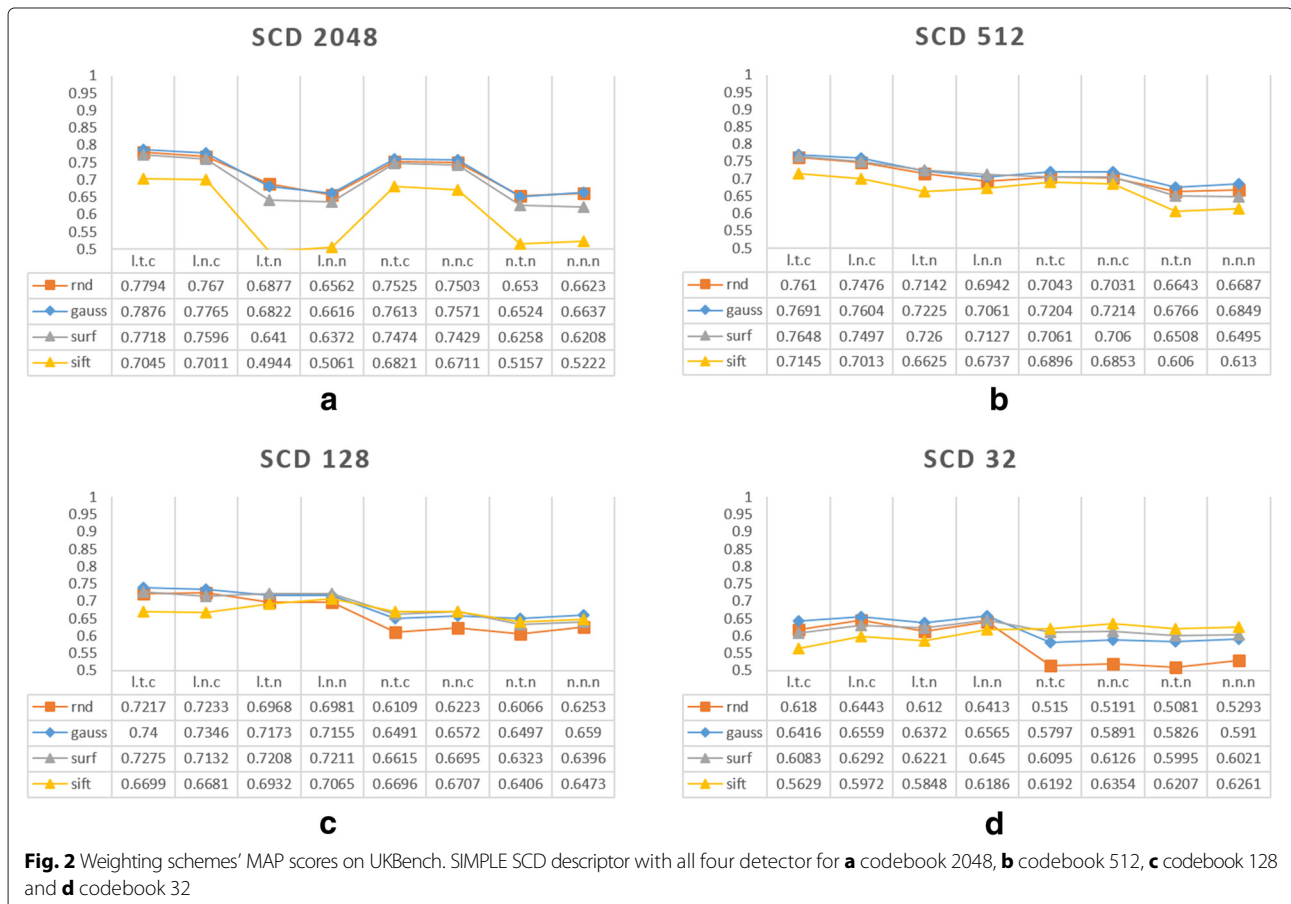 SCD 2048
1
0.95
0.9
0.85
0.8
0.75
0.7
0.65
0.6
0.55
0.5
l.t.c l.n.c l.t.n l.n.n n.t.c n.n.c n.t.n n.n.n
rnd 0.7794 0.767 0.6877 0.6562 0.7525 0.7503 0.653 0.6623
gauss 0.7876 0.7765 0.6822 0.6616 0.7613 0.7571 0.6524 0.6637
surf 0.7718 0.7596 0.641 0.6372 0.7474 0.7429 0.6258 0.6208
sift 0.7045 0.7011 0.4944 0.5061 0.6821 0.6711 0.5157 0.5222
a
SCD 512
1
0.95
0.9
0.85
0.8
0.75
0.7
0.65
0.6
0.55
0.5
l.t.c l.n.c l.t.n l.n.n n.t.c n.n.c n.t.n n.n.n
rnd 0.761 0.7476 0.7142 0.6942 0.7043 0.7031 0.6643 0.6687
gauss 0.7691 0.7604 0.7225 0.7061 0.7204 0.7214 0.6766 0.6849
surf 0.7648 0.7497 0.726 0.7127 0.7061 0.706 0.6508 0.6495
sift 0.7145 0.7013 0.6625 0.6737 0.6896 0.6853 0.606 0.613
b
SCD 128
1
0.95
0.9
0.85
0.8
0.75
0.7
0.65
0.6
0.55
0.5
l.t.c l.n.c l.t.n l.n.n n.t.c n.n.c n.t.n n.n.n
rnd 0.7217 0.7233 0.6968 0.6981 0.6109 0.6223 0.6066 0.6253
gauss 0.74 0.7346 0.7173 0.7155 0.6491 0.6572 0.6497 0.659
surf 0.7275 0.7132 0.7208 0.7211 0.6615 0.6695 0.6323 0.6396
sift 0.6699 0.6681 0.6932 0.7065 0.6696 0.6707 0.6406 0.6473
c
SCD 32
1
0.95
0.9
0.85
0.8
0.75
0.7
0.65
0.6
0.55
0.5
l.t.c l.n.c l.t.n l.n.n n.t.c n.n.c n.t.n n.n.n
rnd 0.618 0.6443 0.612 0.6413 0.515 0.5191 0.5081 0.5293
gauss 0.6416 0.6559 0.6372 0.6565 0.5797 0.5891 0.5826 0.591
surf 0.6083 0.6292 0.6221 0.645 0.6095 0.6126 0.5995 0.6021
sift 0.5629 0.5972 0.5848 0.6186 0.6192 0.6354 0.6207 0.6261
d
Fig. 2 Weighting schemes' MAP scores on UKBench. SIMPLE SCD descriptor with all four detector for a codebook 2048, b codebook 512, c codebook 128
and d codebook 32